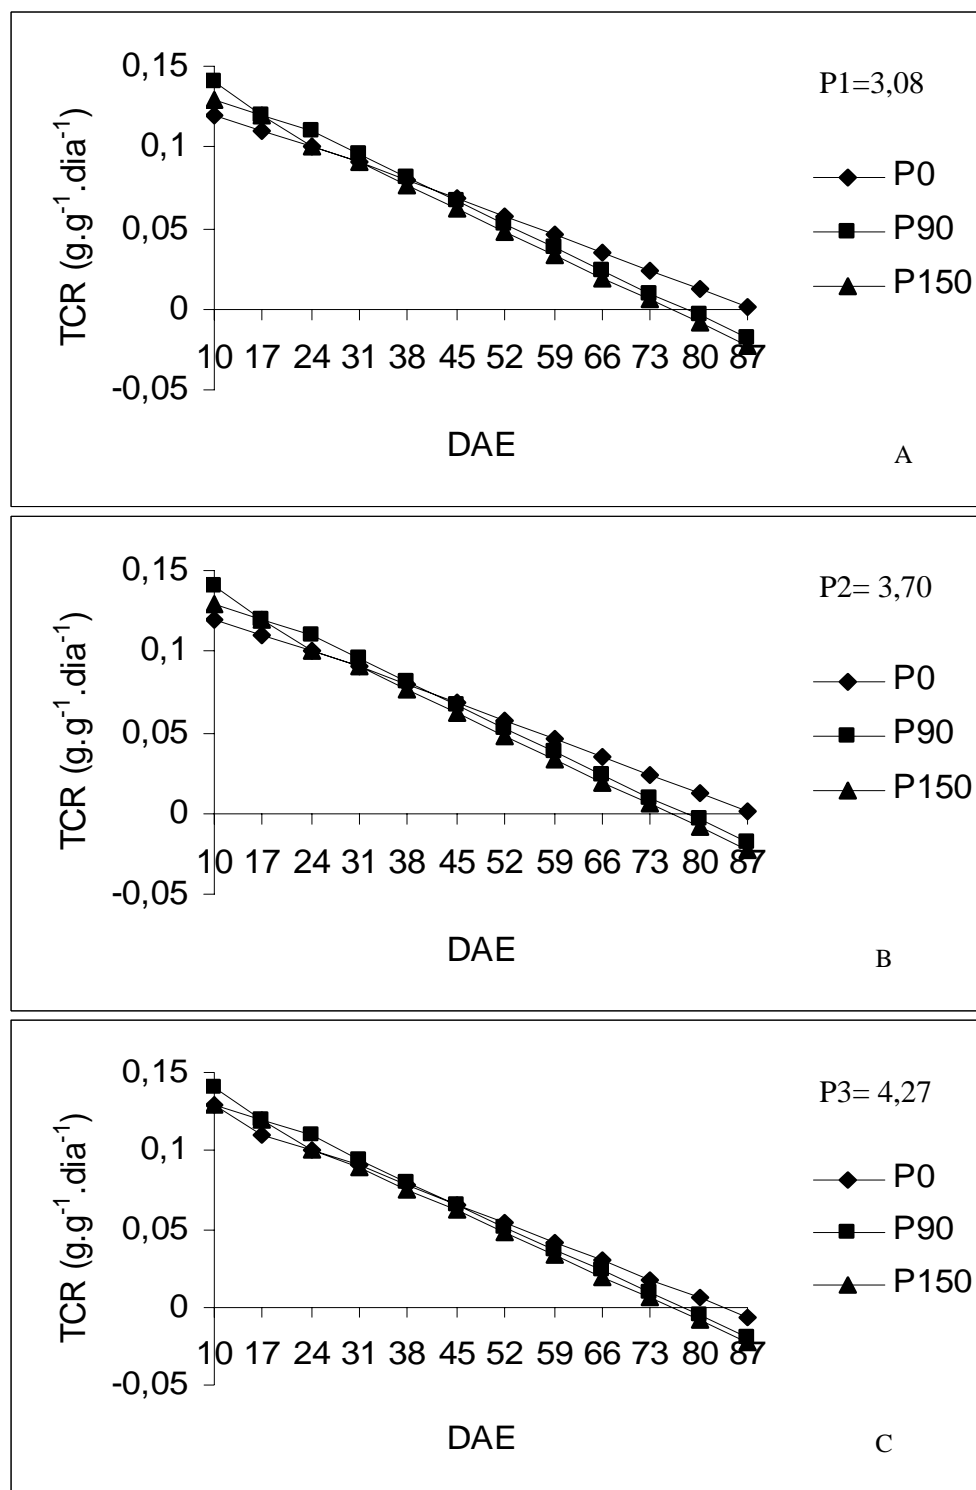 0,15
0,1
0,05
0
-0,05
TCR (g.g⁻¹.dia⁻¹)
10 17 24 31 38 45 52 59 66 73 80 87
DAE
P1=3,08
P0
P90
P150
A
0,15
0,1
0,05
0
-0,05
TCR (g.g⁻¹.dia⁻¹)
10 17 24 31 38 45 52 59 66 73 80 87
DAE
P2= 3,70
P0
P90
P150
B
0,15
0,1
0,05
0
-0,05
TCR (g.g⁻¹.dia⁻¹)
10 17 24 31 38 45 52 59 66 73 80 87
DAE
P3= 4,27
P0
P90
P150
C